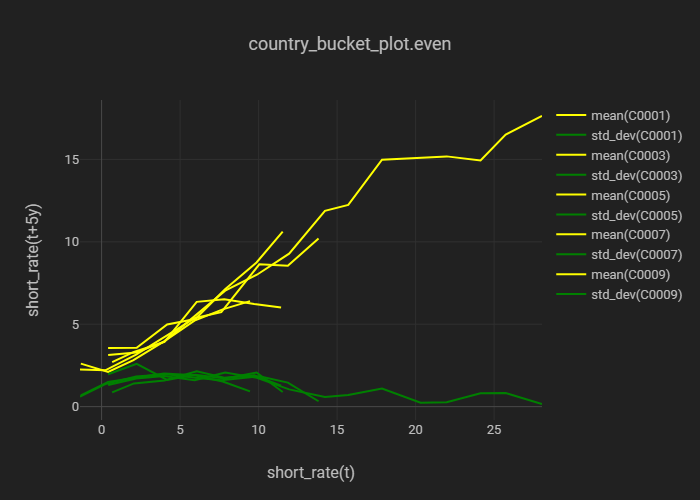 country_bucket_plot.even
mean(C0001)
std_dev(C0001)
mean(C0003)
std_dev(C0003)
mean(C0005)
std_dev(C0005)
mean(C0007)
std_dev(C0007)
mean(C0009)
std_dev(C0009)
short_rate(t+5y)
15
10
5
0
0 5 10 15 20 25
short_rate(t)